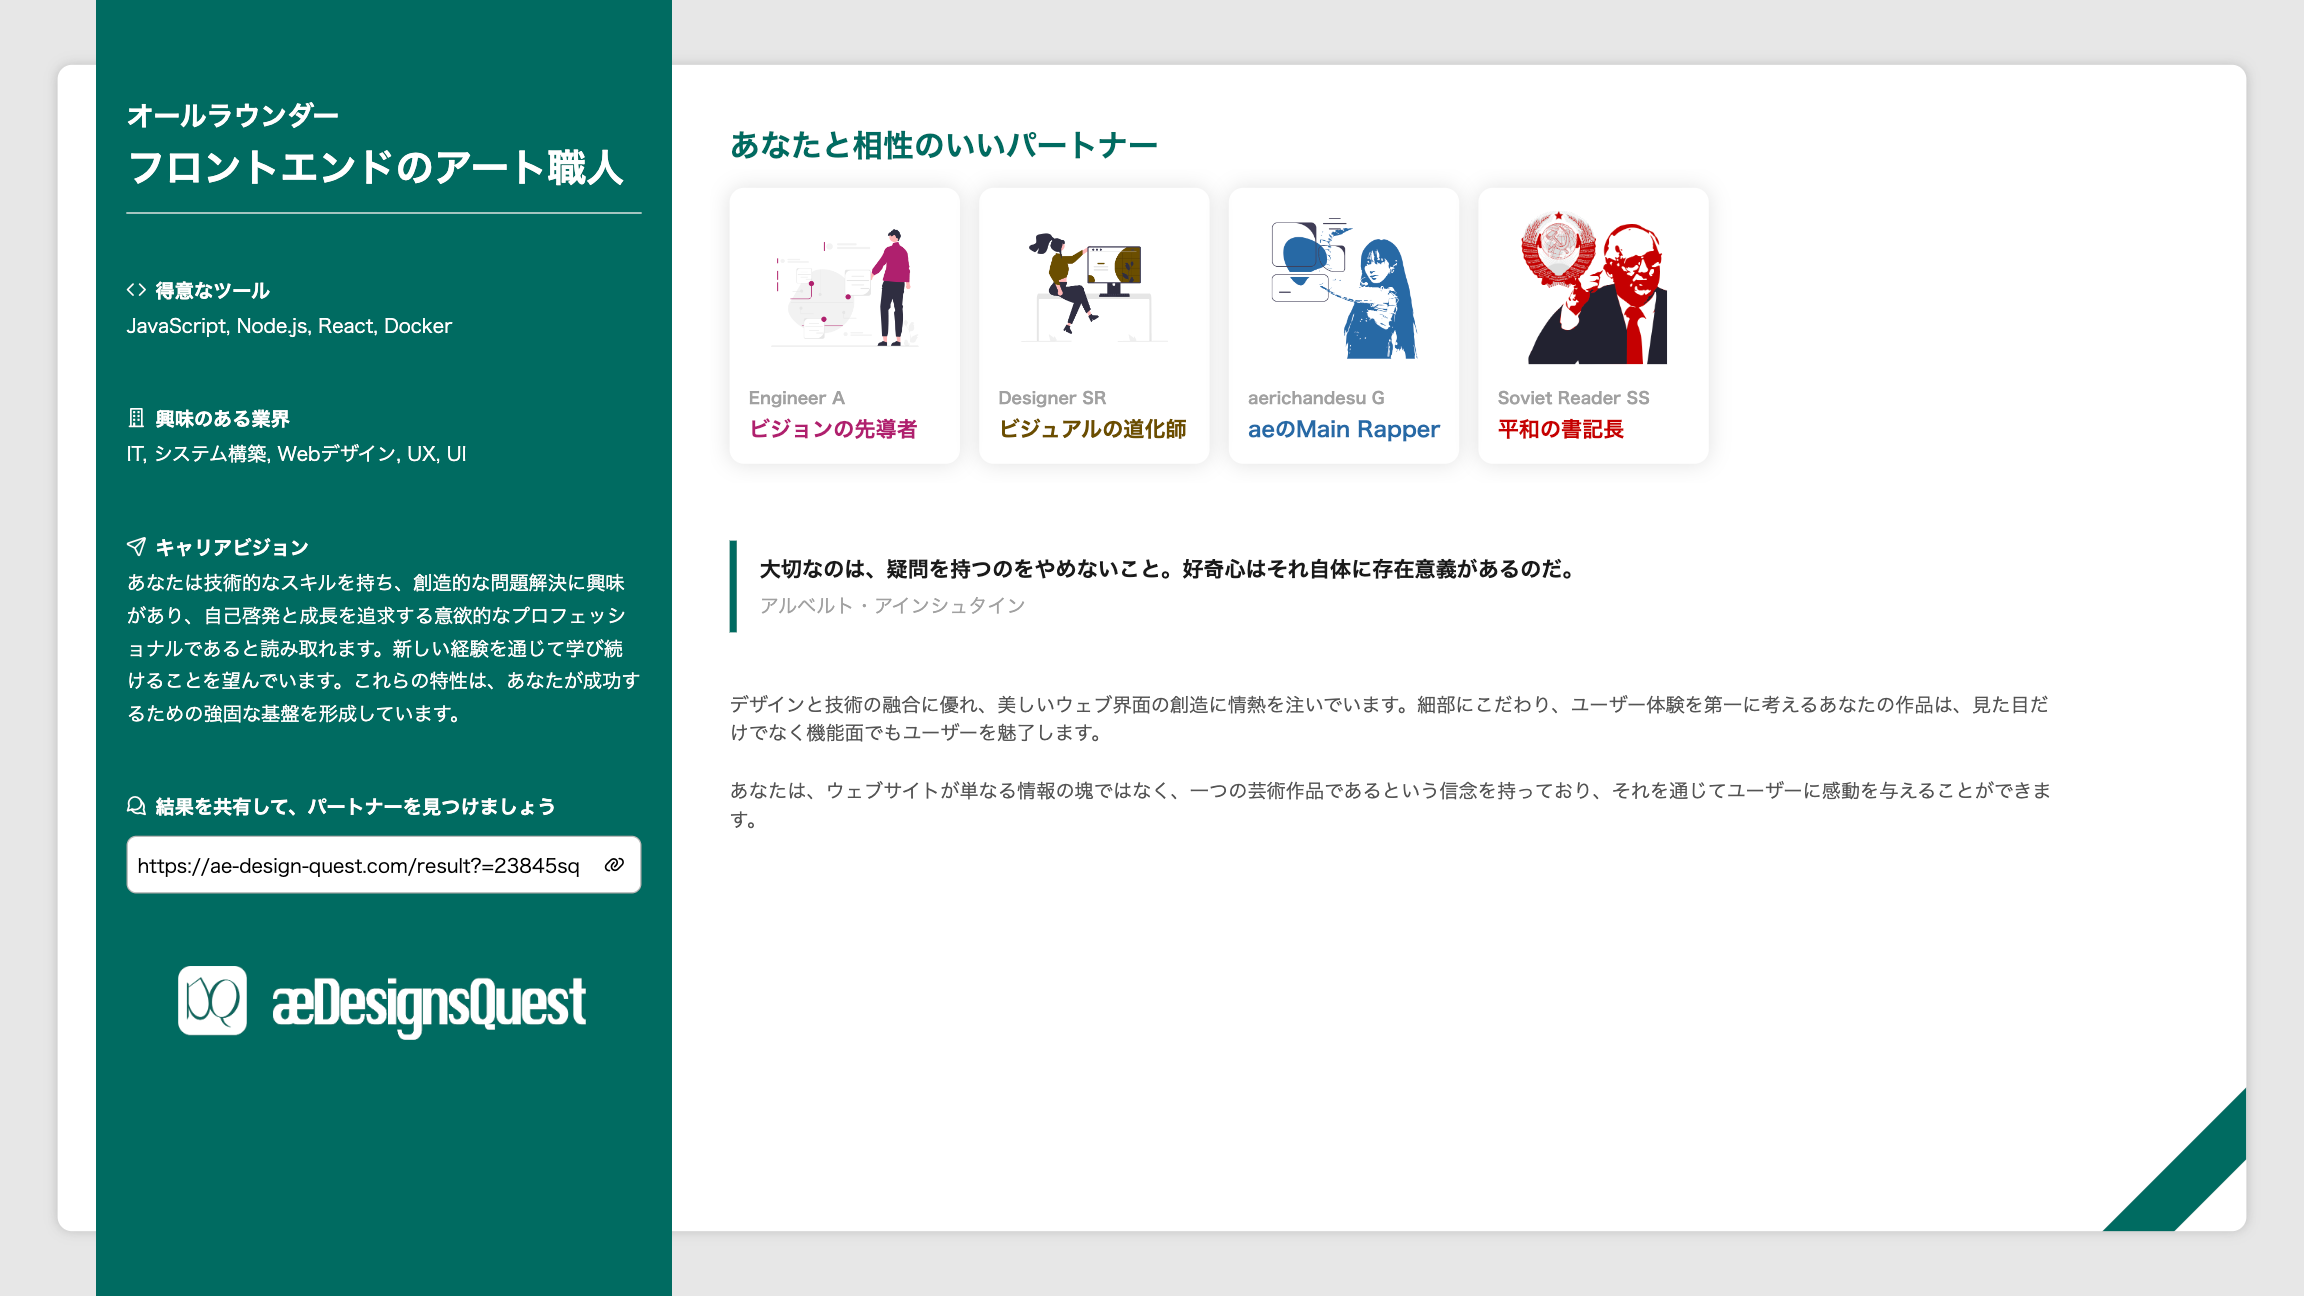 オールラウンダー
フロントエンドのアート職人
得意なツール
JavaScript, Node.js, React, Docker
興味のある業界
IT, システム構築, Webデザイン, UX, UI
キャリアビジョン
あなたは技術的なスキルを持ち、創造的な問題解決に興味
があり、自己啓発と成長を追求する意欲的なプロフェッシ
ョナルであると読み取れます。新しい経験を通じて学び続
けることを望んでいます。これらの特性は、あなたが成功す
るための強固な基盤を形成しています。
結果を共有して、パートナーを見つけましょう
https://ae-design-quest.com/result?=23845sq
DQ
æDesignsQuest
あなたと相性のいいパートナー
Engineer A
ビジョンの先導者
Designer SR
ビジュアルの道化師
aerichandesu G
aeのMain Rapper
Soviet Reader SS
平和の書記長
大切なのは、疑問を持つのをやめないこと。好奇心はそれ自体に存在意義があるのだ。
アルベルト・アインシュタイン
デザインと技術の融合に優れ、美しいウェブ界面の創造に情熱を注いでいます。細部にこだわり、ユーザー体験を第一に考えるあなたの作品は、見た目だ
けでなく機能面でもユーザーを魅了します。
あなたは、ウェブサイトが単なる情報の塊ではなく、一つの芸術作品であるという信念を持っており、それを通じてユーザーに感動を与えることができま
す。